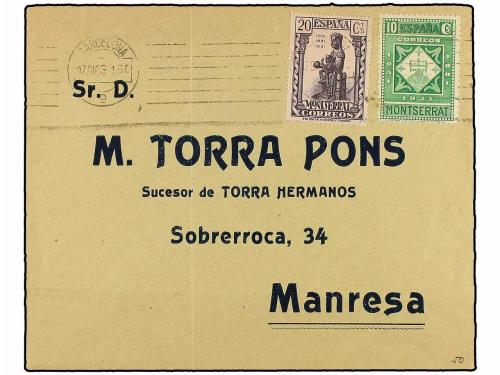 BARCELONA
Sr. D.
20 ESPAÑA Cs
MONTSERRAT
CORREOS
10 ESPAÑA Cs
CORREOS
1931
MONTSERRAT
M. TORRA PONS
Sucesor de TORRA HERMANOS
Sobrerroca, 34
Manresa
50